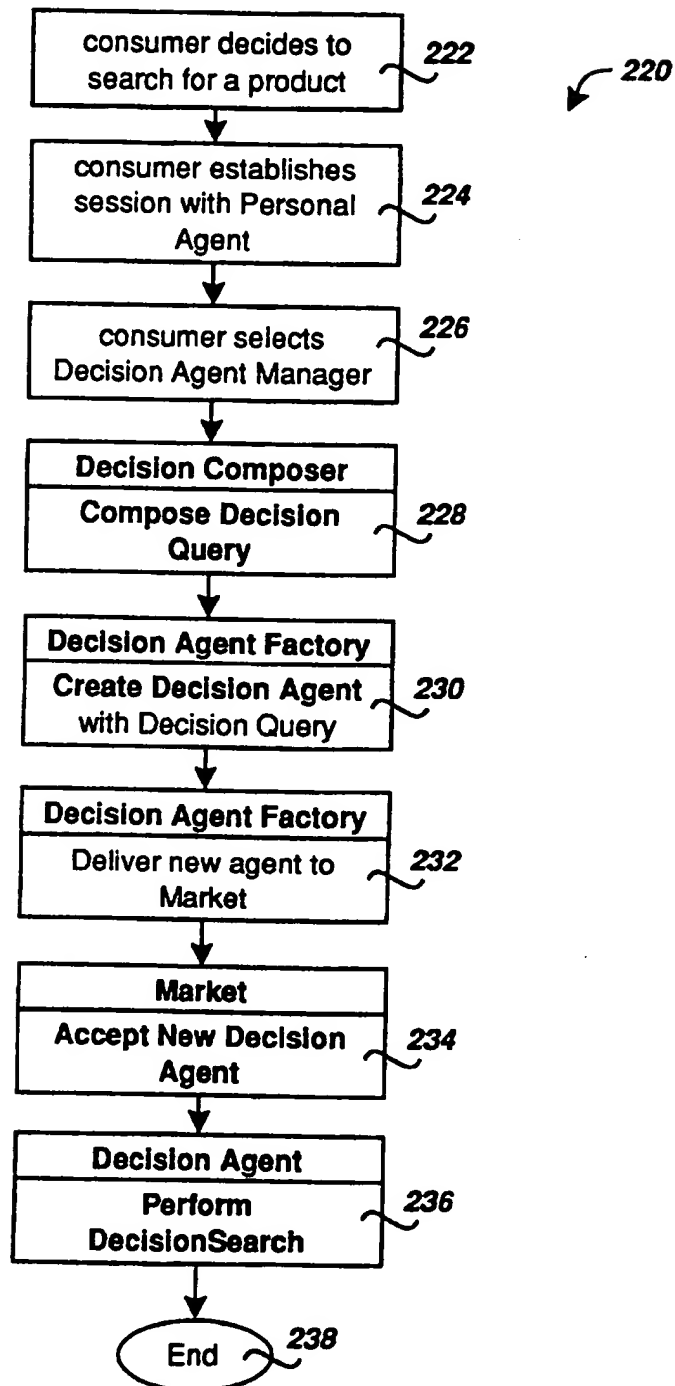 consumer decides to
search for a product
222
220
consumer establishes
session with Personal
Agent
224
consumer selects
Decision Agent Manager
226
Decision Composer
Compose Decision
Query
228
Decision Agent Factory
Create Decision Agent
with Decision Query
230
Decision Agent Factory
Deliver new agent to
Market
232
Market
Accept New Decision
Agent
234
Decision Agent
Perform
DecisionSearch
236
End
238